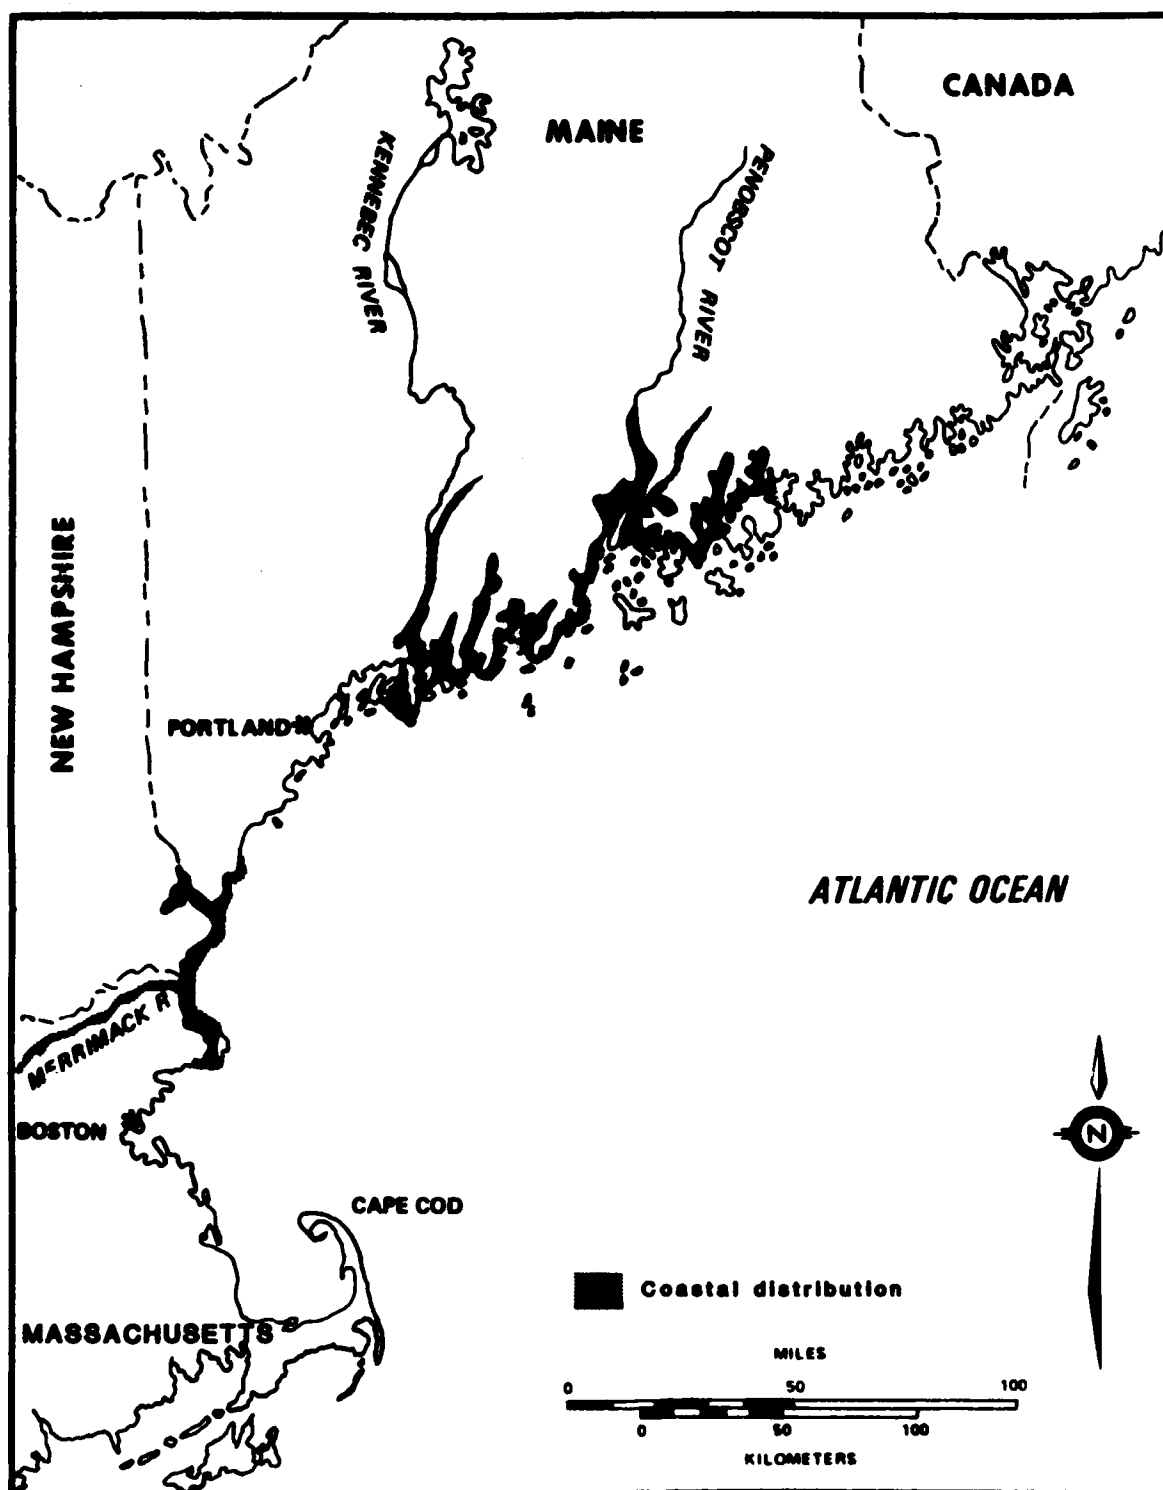 CANADA
MAINE
KENNEBEC RIVER
PENOBSCOT RIVER
NEW HAMPSHIRE
PORTLAND
ATLANTIC OCEAN
MERRIMACK R
BOSTON
N
CAPE COD
Coastal distribution
MASSACHUSETTS
MILES
0 50 100
0 50 100
KILOMETERS